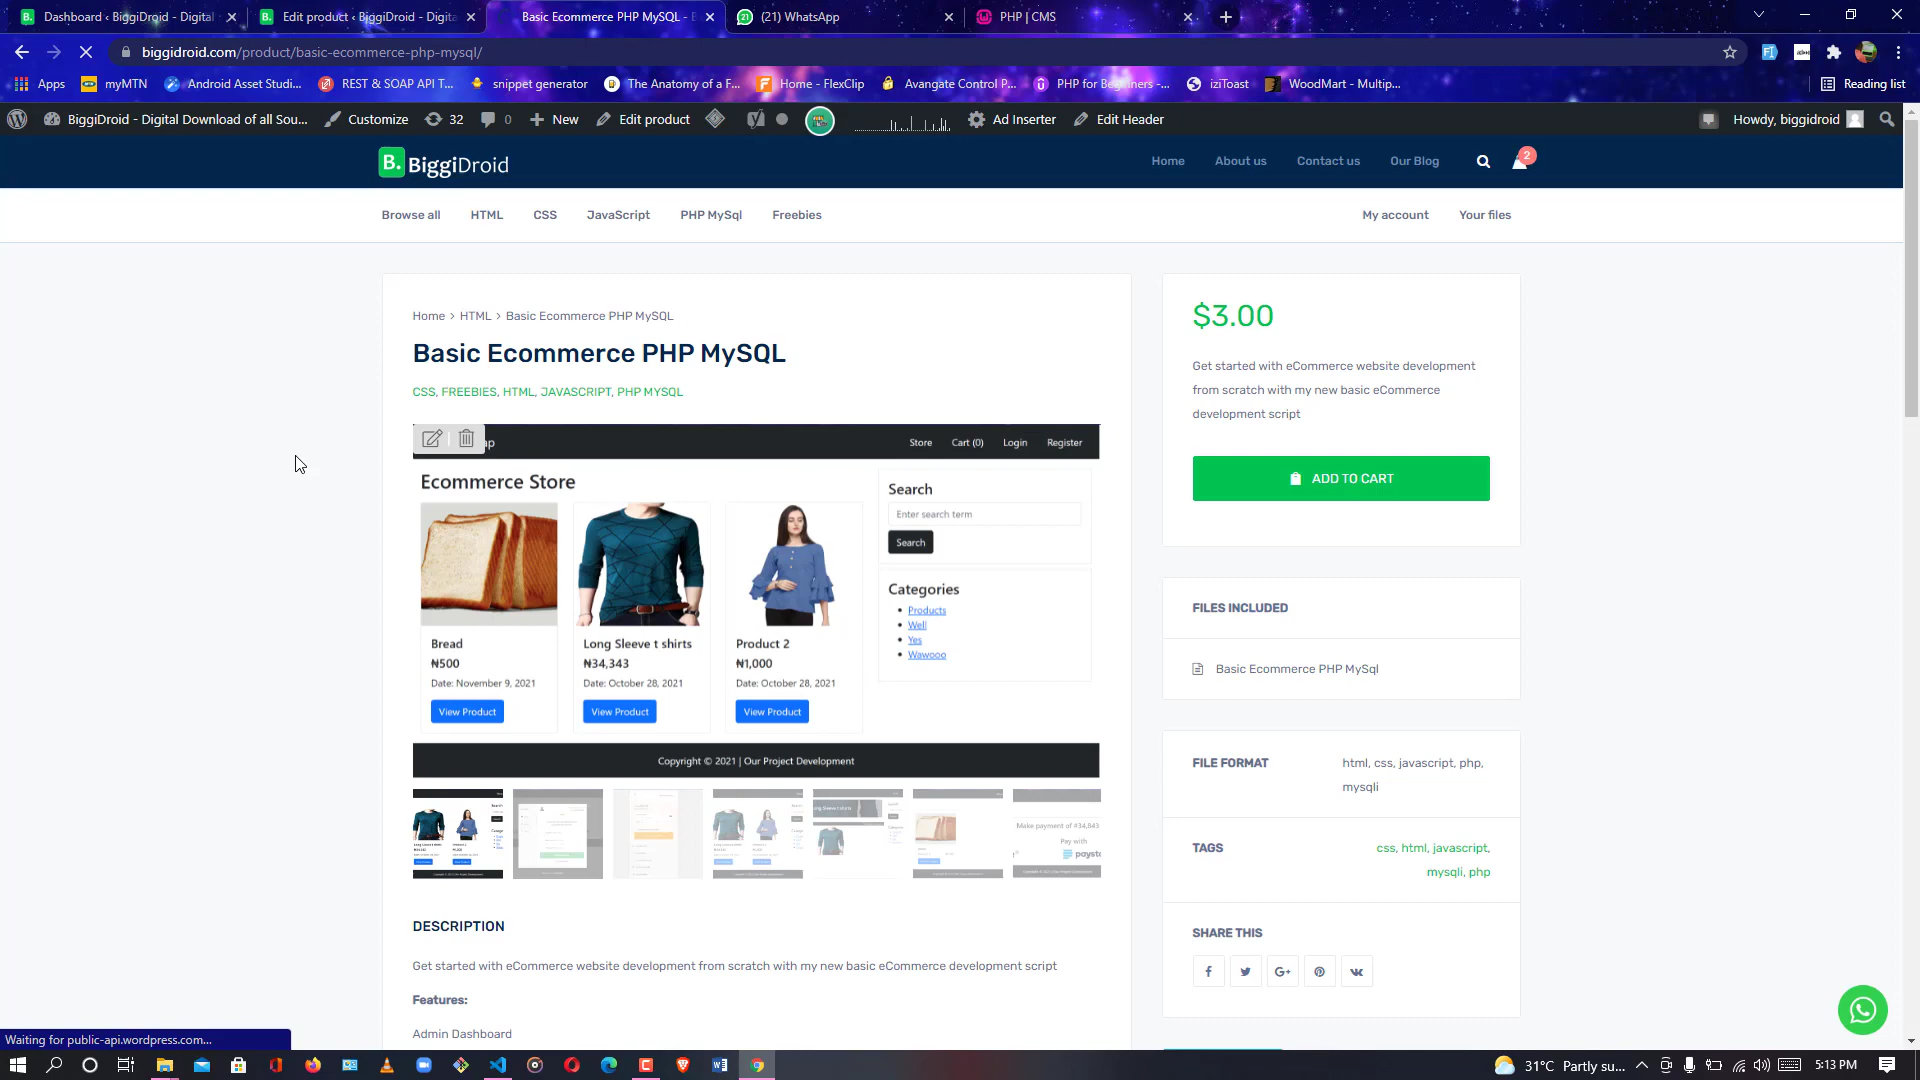 Dashboard ‹ BiggiDroid - Digital
Edit product ‹ BiggiDroid - Digita
Basic Ecommerce PHP MySQL - B
(21) WhatsApp
PHP | CMS
biggidroid.com/product/basic-ecommerce-php-mysql/
Apps
myMTN
Android Asset Studi...
REST & SOAP API T...
snippet generator
The Anatomy of a F...
Home - FlexClip
Avangate Control P...
PHP for Beginners -...
iziToast
WoodMart - Multip...
Reading list
BiggiDroid - Digital Download of all Sou...
Customize
32
0
New
Edit product
Ad Inserter
Edit Header
Howdy, biggidroid
B. BiggiDroid
Home
About us
Contact us
Our Blog
2
Browse all
HTML
CSS
JavaScript
PHP MySql
Freebies
My account
Your files
Home > HTML > Basic Ecommerce PHP MySQL
Basic Ecommerce PHP MySQL
CSS, FREEBIES, HTML, JAVASCRIPT, PHP MYSQL
Store
Cart (0)
Login
Register
Ecommerce Store
Bread
₦500
Date: November 9, 2021
View Product
Long Sleeve t shirts
₦34,343
Date: October 28, 2021
View Product
Product 2
₦1,000
Date: October 28, 2021
View Product
Search
Enter search term
Search
Categories
Products
Well
Yes
Wawooo
Copyright © 2021 | Our Project Development
Make payment of ₦34,843
Pay with
DESCRIPTION
Get started with eCommerce website development from scratch with my new basic eCommerce development script
Features:
Admin Dashboard
$3.00
Get started with eCommerce website development
from scratch with my new basic eCommerce
development script
ADD TO CART
FILES INCLUDED
Basic Ecommerce PHP MySql
FILE FORMAT
html, css, javascript, php,
mysqli
TAGS
css, html, javascript,
mysqli, php
SHARE THIS
Waiting for public-api.wordpress.com...
31°C Partly su...
5:13 PM